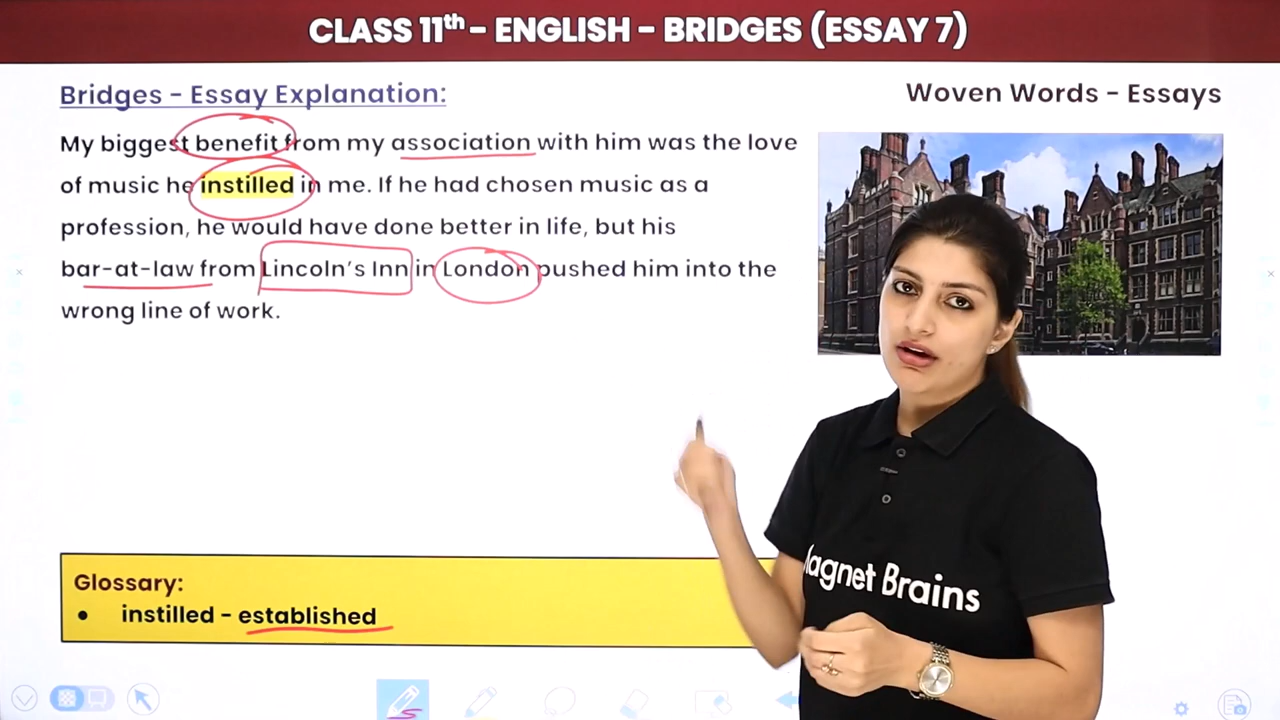 CLASS 11th - ENGLISH - BRIDGES (ESSAY 7)
Bridges - Essay Explanation:
Woven Words - Essays
My biggest benefit from my association with him was the love
of music he instilled in me. If he had chosen music as a
profession, he would have done better in life, but his
bar-at-law from Lincoln's Inn in London pushed him into the
wrong line of work.
Glossary:
• instilled - established
Magnet Brains